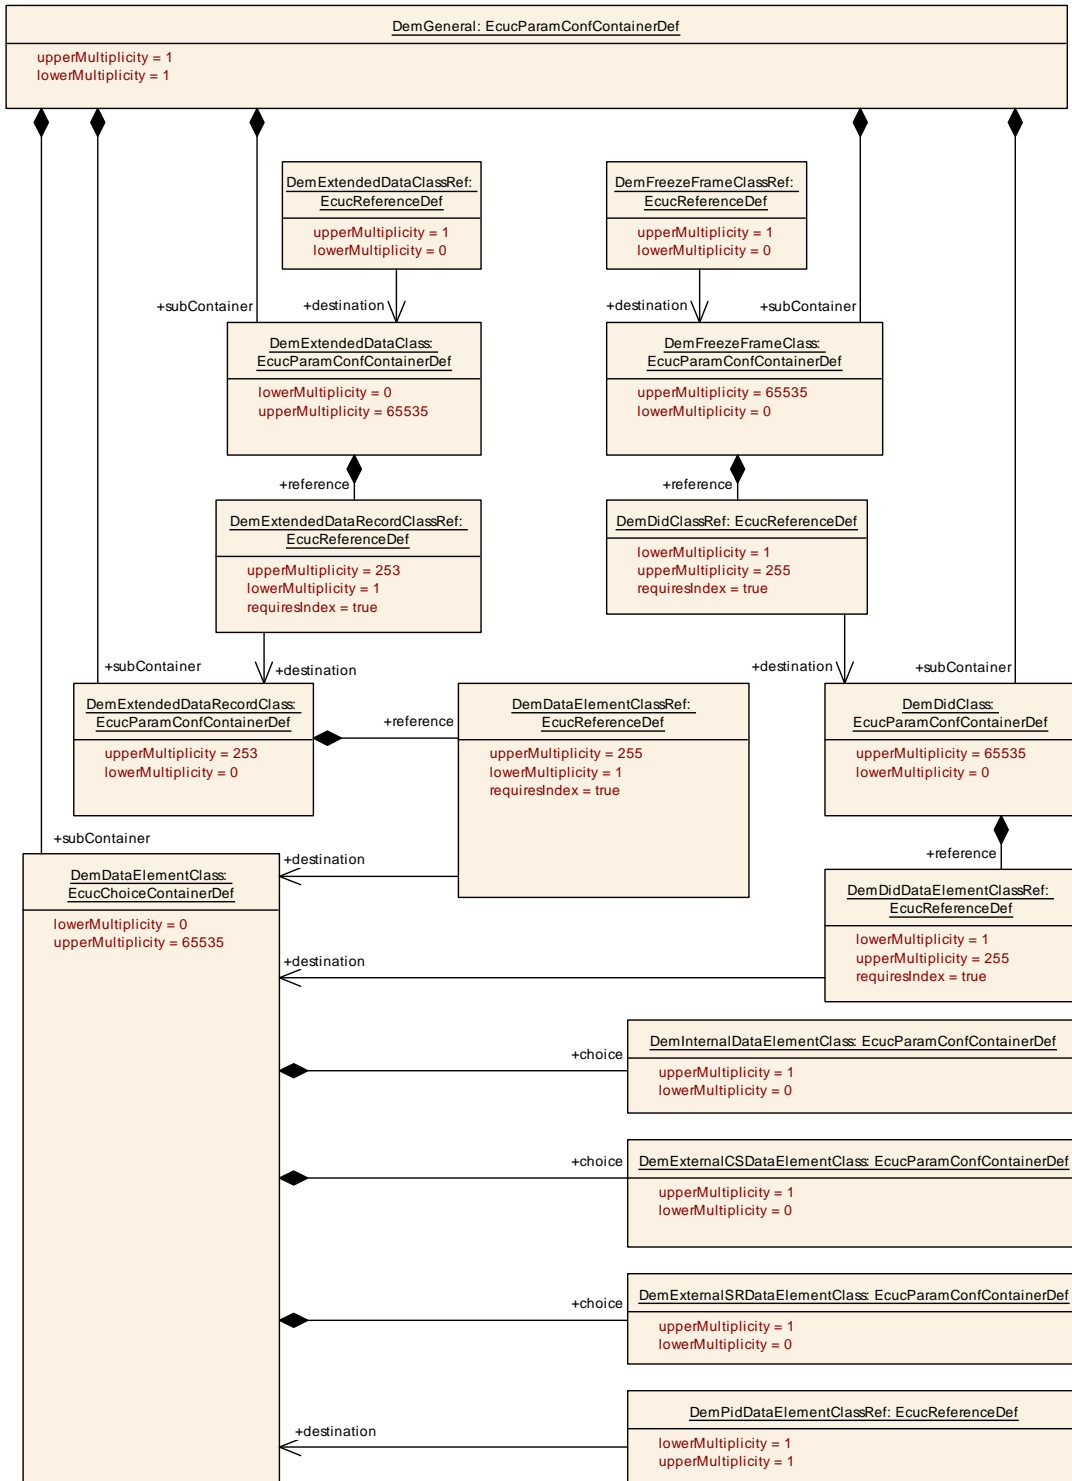 DemGeneral: EcucParamConfContainerDef
upperMultiplicity = 1
lowerMultiplicity = 1
DemExtendedDataClassRef:
EcucReferenceDef
upperMultiplicity = 1
lowerMultiplicity = 0
DemFreezeFrameClassRef:
EcucReferenceDef
upperMultiplicity = 1
lowerMultiplicity = 0
+subContainer
+destination
+destination
+subContainer
DemExtendedDataClass:
EcucParamConfContainerDef
lowerMultiplicity = 0
upperMultiplicity = 65535
DemFreezeFrameClass:
EcucParamConfContainerDef
upperMultiplicity = 65535
lowerMultiplicity = 0
+reference
+reference
DemExtendedDataRecordClassRef:
EcucReferenceDef
upperMultiplicity = 253
lowerMultiplicity = 1
requiresIndex = true
DemDidClassRef: EcucReferenceDef
lowerMultiplicity = 1
upperMultiplicity = 255
requiresIndex = true
+subContainer
+destination
+destination
+subContainer
DemExtendedDataRecordClass:
EcucParamConfContainerDef
upperMultiplicity = 253
lowerMultiplicity = 0
+reference
DemDataElementClassRef:
EcucReferenceDef
upperMultiplicity = 255
lowerMultiplicity = 1
requiresIndex = true
DemDidClass:
EcucParamConfContainerDef
upperMultiplicity = 65535
lowerMultiplicity = 0
+subContainer
+destination
+reference
DemDataElementClass:
EcucChoiceContainerDef
lowerMultiplicity = 0
upperMultiplicity = 65535
DemDidDataElementClassRef:
EcucReferenceDef
lowerMultiplicity = 1
upperMultiplicity = 255
requiresIndex = true
+destination
+choice
DemInternalDataElementClass: EcucParamConfContainerDef
upperMultiplicity = 1
lowerMultiplicity = 0
+choice
DemExternalCSDataElementClass: EcucParamConfContainerDef
upperMultiplicity = 1
lowerMultiplicity = 0
+choice
DemExternalSRDataElementClass: EcucParamConfContainerDef
upperMultiplicity = 1
lowerMultiplicity = 0
+destination
DemPidDataElementClassRef: EcucReferenceDef
lowerMultiplicity = 1
upperMultiplicity = 1